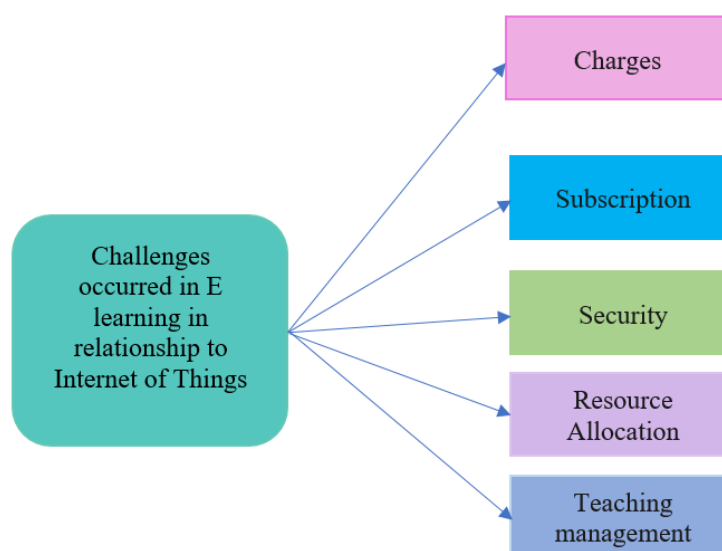 Challenges
occurred in E
learning in
relationship to
Internet of Things
Charges
Subscription
Security
Resource
Allocation
Teaching
management